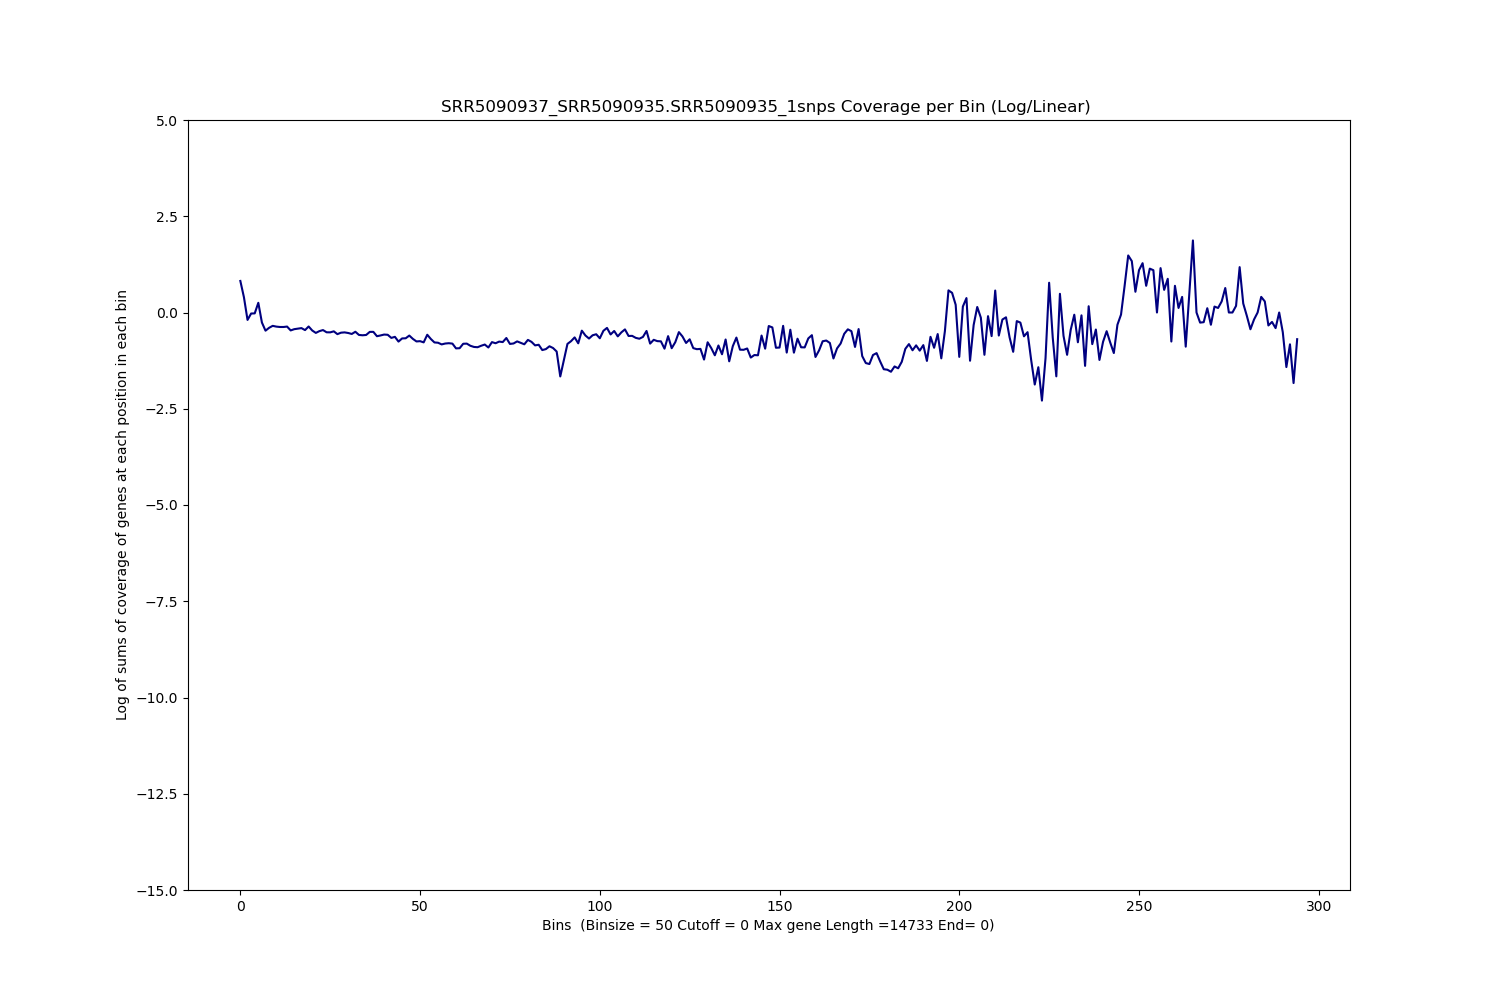 SRR5090937_SRR5090935.SRR5090935_1snps Coverage per Bin (Log/Linear)
5.0
2.5
0.0
−2.5
−5.0
−7.5
−10.0
−12.5
−15.0
Log of sums of coverage of genes at each position in each bin
0 50 100 150 200 250 300
Bins  (Binsize = 50 Cutoff = 0 Max gene Length =14733 End= 0)